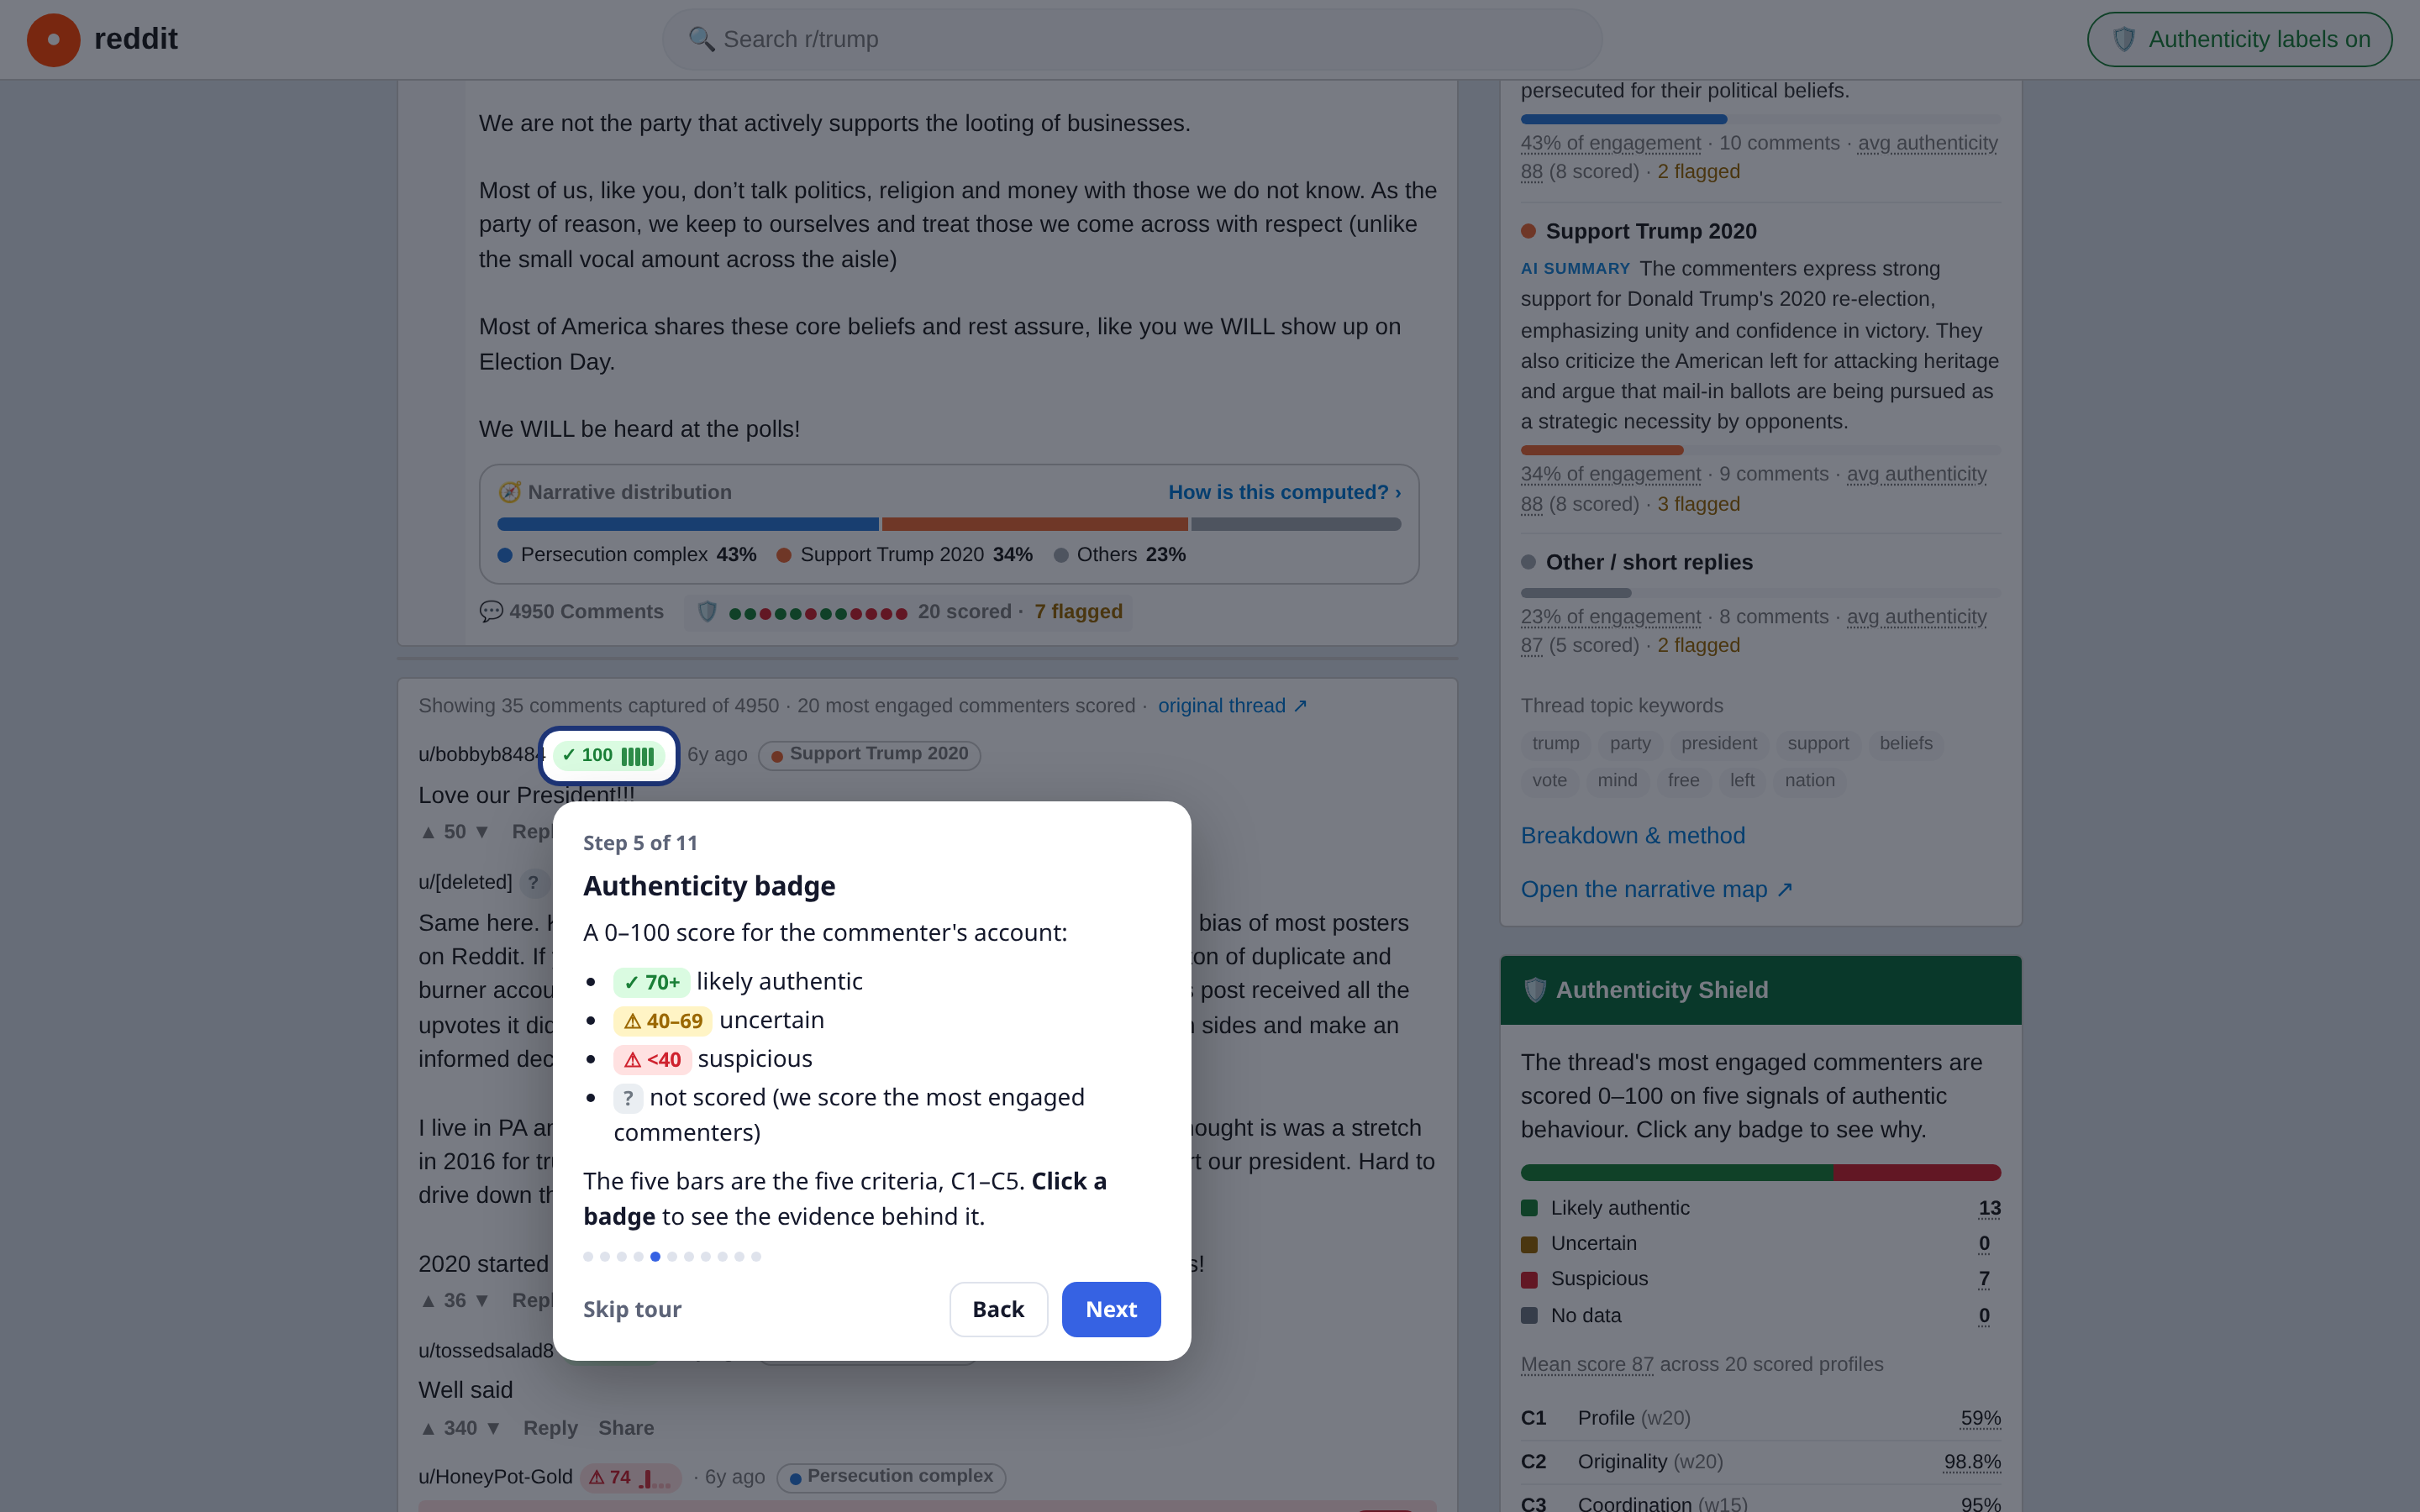 reddit
🔍 Search r/trump
🛡️ Authenticity labels on
We are not the party that actively supports the looting of businesses.
Most of us, like you, don’t talk politics, religion and money with those we do not know. As the
party of reason, we keep to ourselves and treat those we come across with respect (unlike
the small vocal amount across the aisle)
Most of America shares these core beliefs and rest assure, like you we WILL show up on
Election Day.
We WILL be heard at the polls!
🧭 Narrative distribution
How is this computed? ›
Persecution complex 43% Support Trump 2020 34% Others 23%
💬 4950 Comments 🛡️ 20 scored · 7 flagged
Showing 35 comments captured of 4950 · 20 most engaged commenters scored · original thread ↗
u/bobbyb8484 ✓ 100 6y ago Support Trump 2020
Love our President!!!
▲ 50 ▼
u/[deleted] ?
Same here.
bias of most posters
on Reddit. If
of duplicate and
burner
post received all the
upvotes it
sides and make an
informed
I live in PA
is was a stretch
in 2016 for
our president. Hard to
drive down
2020 started
▲ 36 ▼
u/tossedsalad8
Well said
▲ 340 ▼ Reply Share
u/HoneyPot-Gold ⚠ 74 · 6y ago Persecution complex
Step 5 of 11
Authenticity badge
A 0–100 score for the commenter's account:
• ✓ 70+ likely authentic
• ⚠ 40–69 uncertain
• ⚠ <40 suspicious
• ? not scored (we score the most engaged
commenters)
The five bars are the five criteria, C1–C5. Click a
badge to see the evidence behind it.
Skip tour
Back
Next
persecuted for their political beliefs.
43% of engagement · 10 comments · avg authenticity
88 (8 scored) · 2 flagged
Support Trump 2020
AI SUMMARY The commenters express strong
support for Donald Trump's 2020 re-election,
emphasizing unity and confidence in victory. They
also criticize the American left for attacking heritage
and argue that mail-in ballots are being pursued as
a strategic necessity by opponents.
34% of engagement · 9 comments · avg authenticity
88 (8 scored) · 3 flagged
Other / short replies
23% of engagement · 8 comments · avg authenticity
87 (5 scored) · 2 flagged
Thread topic keywords
trump party president support beliefs
vote mind free left nation
Breakdown & method
Open the narrative map ↗
🛡️ Authenticity Shield
The thread's most engaged commenters are
scored 0–100 on five signals of authentic
behaviour. Click any badge to see why.
Likely authentic 13
Uncertain 0
Suspicious 7
No data 0
Mean score 87 across 20 scored profiles
C1 Profile (w20) 59%
C2 Originality (w20) 98.8%
C3 Coordination (w15) 95%